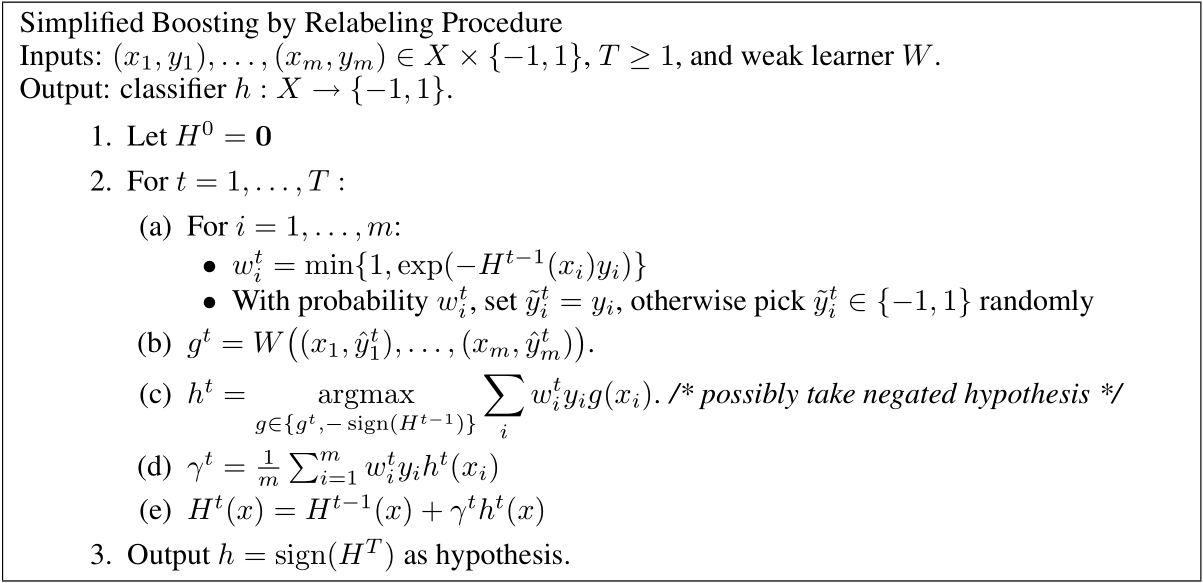 Simplified Boosting by Relabeling Procedure
Inputs: $(x_1, y_1), \ldots, (x_m, y_m) \in X \times \{-1, 1\}$, $T \geq 1$, and weak learner $W$.
Output: classifier $h : X \to \{-1, 1\}$.
1. Let $H^0 = \mathbf{0}$
2. For $t = 1, \ldots, T$ :
(a) For $i = 1, \ldots, m$:
• $w_i^t = \min\{1, \exp(-H^{t-1}(x_i)y_i)\}$
• With probability $w_i^t$, set $\tilde{y}_i^t = y_i$, otherwise pick $\tilde{y}_i^t \in \{-1, 1\}$ randomly
(b) $g^t = W\big((x_1, \hat{y}_1^t), \ldots, (x_m, \hat{y}_m^t)\big)$.
(c) $h^t = \underset{g \in \{g^t, -\operatorname{sign}(H^{t-1})\}}{\operatorname{argmax}} \sum_i w_i^t y_i g(x_i)$. /* possibly take negated hypothesis */
(d) $\gamma^t = \frac{1}{m} \sum_{i=1}^m w_i^t y_i h^t(x_i)$
(e) $H^t(x) = H^{t-1}(x) + \gamma^t h^t(x)$
3. Output $h = \operatorname{sign}(H^T)$ as hypothesis.